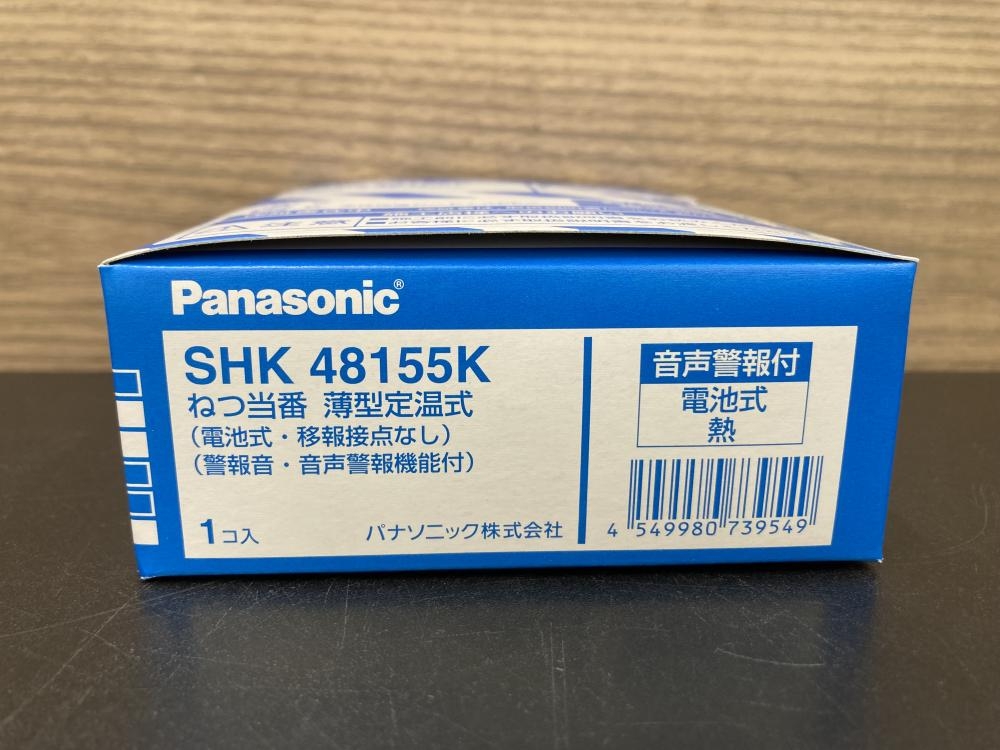 Panasonic®
SHK 48155K
ねつ当番 薄型定温式
(電池式・移報接点なし)
(警報音・音声警報機能付)
1コ入
パナソニック株式会社
音声警報付
電池式
熱
4 549980 739549